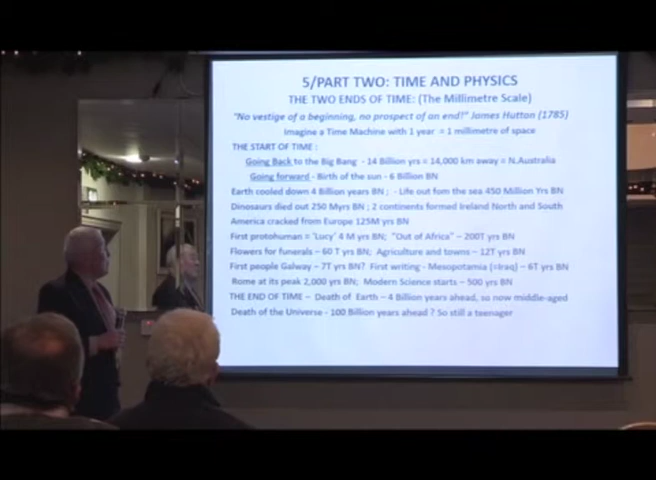 5/PART TWO: TIME AND PHYSICS
THE TWO ENDS OF TIME: (The Millimetre Scale)
"No vestige of a beginning, no prospect of an end!" James Hutton (1785)
Imagine a Time Machine with 1 year = 1 millimetre of space
THE START OF TIME :
Going Back to the Big Bang - 14 Billion yrs = 14,000 km away = N.Australia
Going forward - Birth of the sun - 6 Billion BN
Earth cooled down 4 Billion years BN ; - Life out fom the sea 450 Million Yrs BN
Dinosaurs died out 250 Myrs BN ; 2 continents formed Ireland North and South
America cracked from Europe 125M yrs BN
First protohuman = 'Lucy' 4 M yrs BN; "Out of Africa" – 200T yrs BN
Flowers for funerals – 60 T yrs BN; Agriculture and towns – 12T yrs BN
First people Galway – 7T yrs BN? First writing - Mesopotamia (=Iraq) – 6T yrs BN
Rome at its peak 2,000 yrs BN; Modern Science starts – 500 yrs BN
THE END OF TIME – Death of Earth – 4 Billion years ahead, so now middle-aged
Death of the Universe - 100 Billion years ahead ? So still a teenager